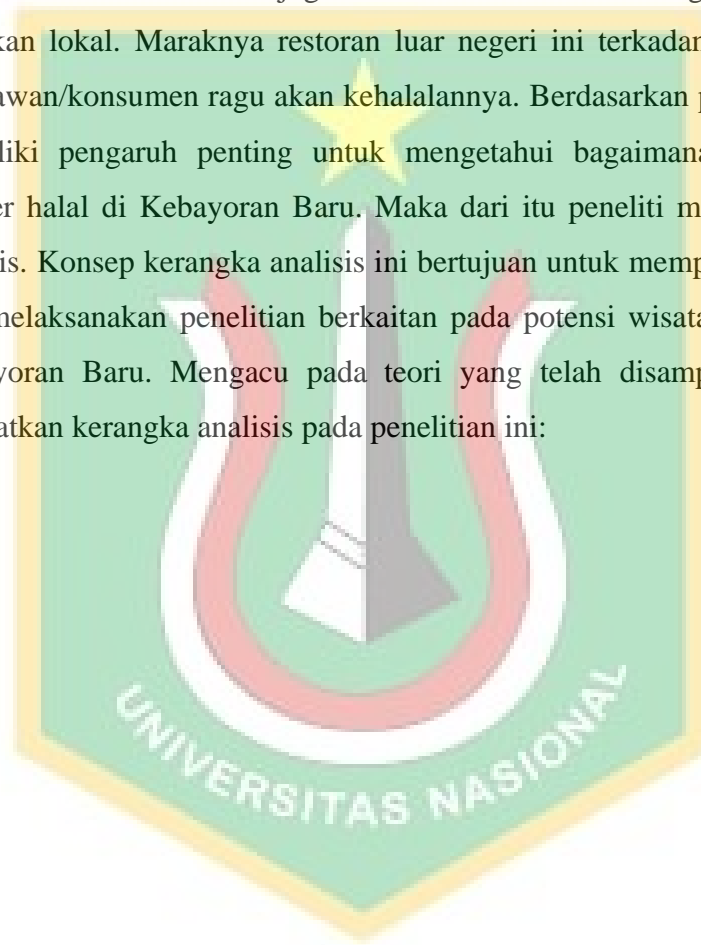 kan lokal. Maraknya restoran luar negeri ini terkadan
awan/konsumen ragu akan kehalalannya. Berdasarkan p
liki pengaruh penting untuk mengetahui bagaimana
er halal di Kebayoran Baru. Maka dari itu peneliti m
is. Konsep kerangka analisis ini bertujuan untuk memp
melaksanakan penelitian berkaitan pada potensi wisata
yoran Baru. Mengacu pada teori yang telah disamp
atkan kerangka analisis pada penelitian ini:
UNIVERSITAS NASIONAL